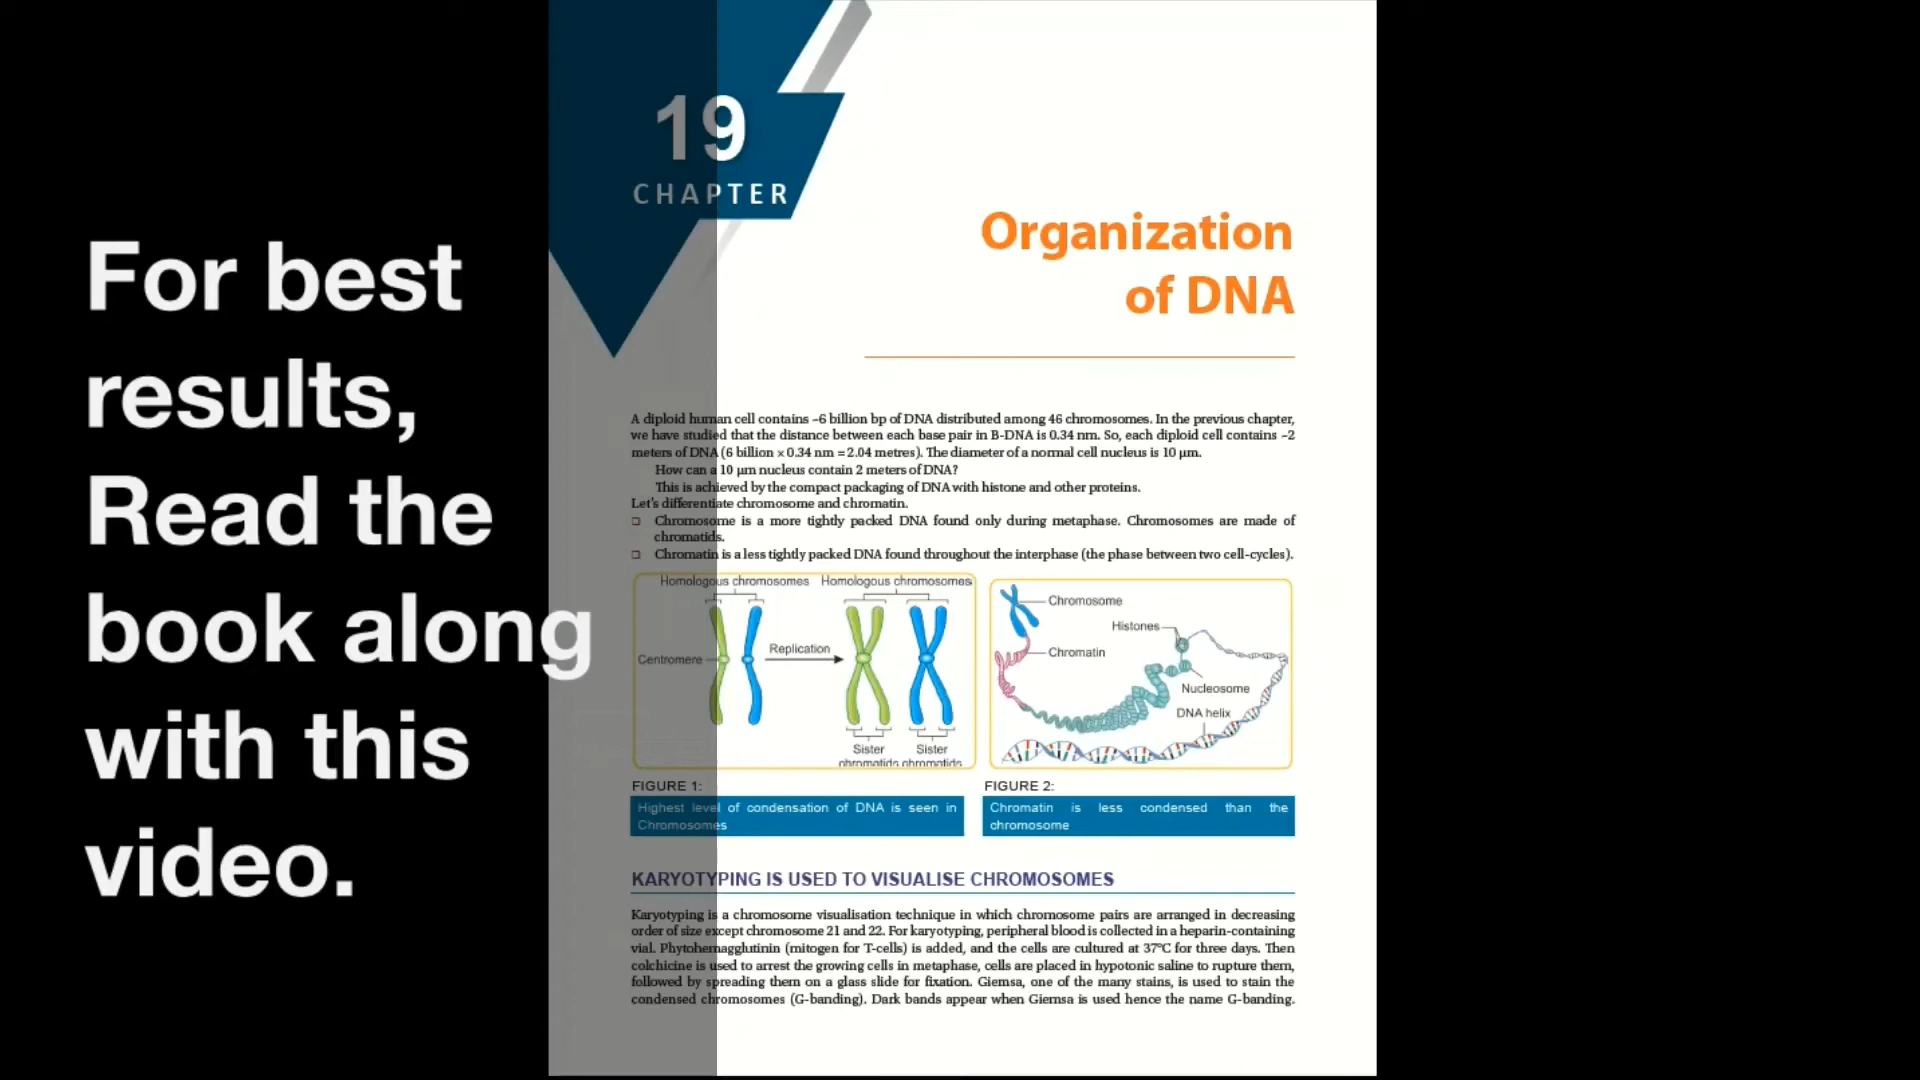 For best
results,
Read the
book along
with this
video.
19
CHAPTER
Organization
of DNA
A diploid human cell contains ~6 billion bp of DNA distributed among 46 chromosomes. In the previous chapter,
we have studied that the distance between each base pair in B-DNA is 0.34 nm. So, each diploid cell contains ~2
meters of DNA (6 billion × 0.34 nm = 2.04 metres). The diameter of a normal cell nucleus is 10 μm.
How can a 10 μm nucleus contain 2 meters of DNA?
This is achieved by the compact packaging of DNA with histone and other proteins.
Let's differentiate chromosome and chromatin.
❑ Chromosome is a more tightly packed DNA found only during metaphase. Chromosomes are made of
chromatids.
❑ Chromatin is a less tightly packed DNA found throughout the interphase (the phase between two cell-cycles).
Homologous chromosomes Homologous chromosomes
Centromere
Replication
Sister Sister
chromatids chromatids
Chromosome
Histones
Chromatin
Nucleosome
DNA helix
FIGURE 1:
Highest level of condensation of DNA is seen in
Chromosomes
FIGURE 2:
Chromatin is less condensed than the
chromosome
KARYOTYPING IS USED TO VISUALISE CHROMOSOMES
Karyotyping is a chromosome visualisation technique in which chromosome pairs are arranged in decreasing
order of size except chromosome 21 and 22. For karyotyping, peripheral blood is collected in a heparin-containing
vial. Phytohemagglutinin (mitogen for T-cells) is added, and the cells are cultured at 37°C for three days. Then
colchicine is used to arrest the growing cells in metaphase, cells are placed in hypotonic saline to rupture them,
followed by spreading them on a glass slide for fixation. Giemsa, one of the many stains, is used to stain the
condensed chromosomes (G-banding). Dark bands appear when Giemsa is used hence the name G-banding.